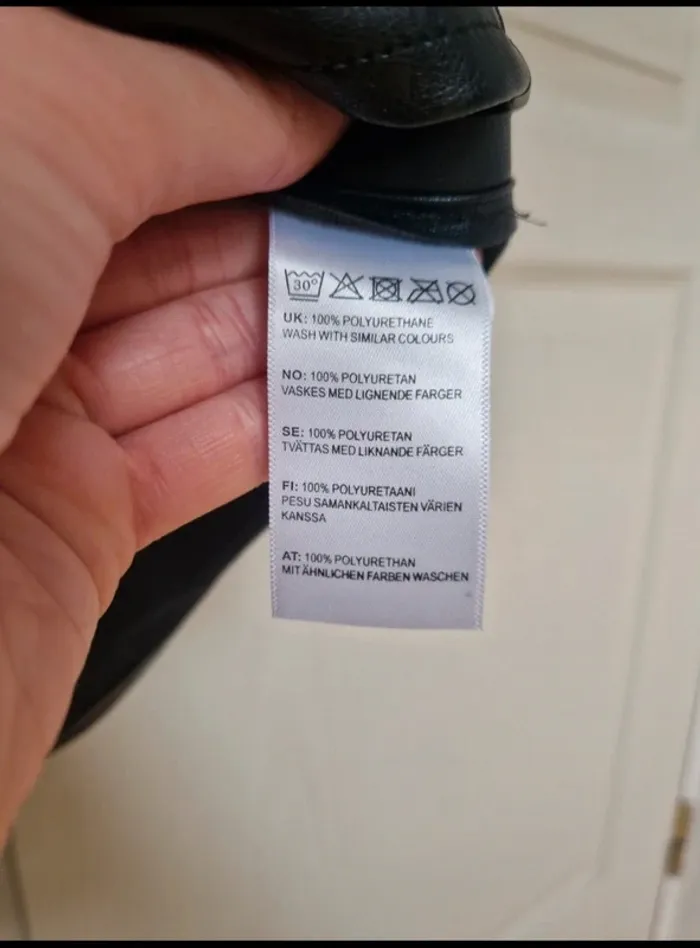 30°
UK: 100% POLYURETHANE
WASH WITH SIMILAR COLOURS
NO: 100% POLYURETAN
VASKES MED LIGNENDE FARGER
SE: 100% POLYURETAN
TVÄTTAS MED LIKNANDE FÄRGER
FI: 100% POLYURETAANI
PESU SAMANKALTAISTEN VÄRIEN
KANSSA
AT: 100% POLYURETHAN
MIT ÄHNLICHEN FARBEN WASCHEN